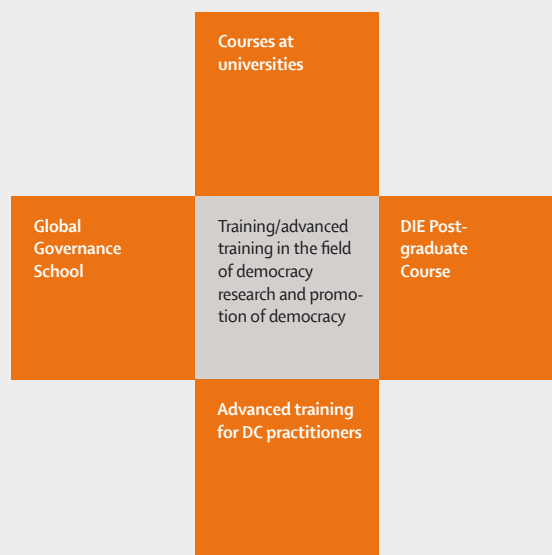 Courses at
universities
Global
Governance
School
Training/advanced
training in the field
of democracy
research and promo-
tion of democracy
DIE Post-
graduate
Course
Advanced training
for DC practitioners